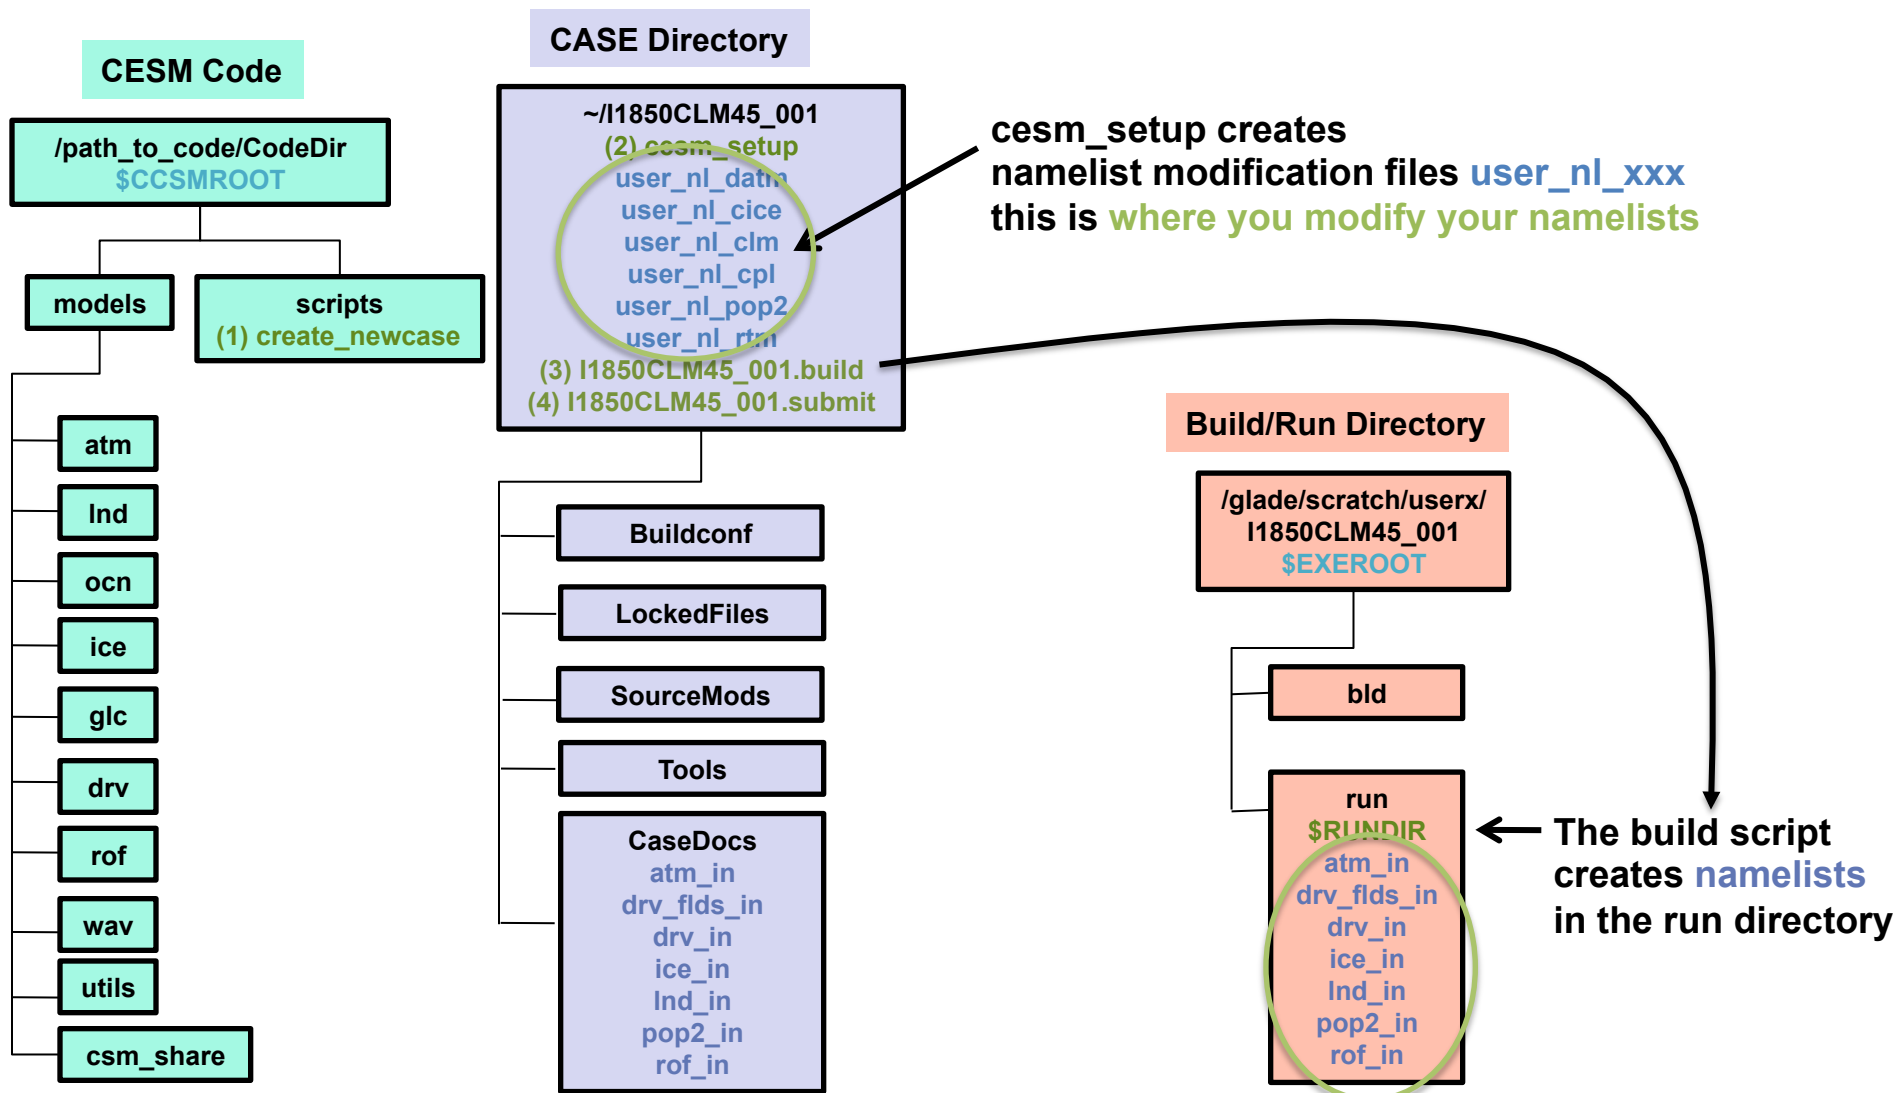 CESM Code
/path_to_code/CodeDir
$CCSMROOT
models
scripts
(1) create_newcase
atm
lnd
ocn
ice
glc
drv
rof
wav
utils
csm_share
CASE Directory
~/I1850CLM45_001
(2) cesm_setup
user_nl_datm
user_nl_cice
user_nl_clm
user_nl_cpl
user_nl_pop2
user_nl_rtm
(3) I1850CLM45_001.build
(4) I1850CLM45_001.submit
Buildconf
LockedFiles
SourceMods
Tools
CaseDocs
atm_in
drv_flds_in
drv_in
ice_in
lnd_in
pop2_in
rof_in
cesm_setup creates
namelist modification files user_nl_xxx
this is where you modify your namelists
Build/Run Directory
/glade/scratch/userx/
I1850CLM45_001
$EXEROOT
bld
run
$RUNDIR
atm_in
drv_flds_in
drv_in
ice_in
lnd_in
pop2_in
rof_in
The build script
creates namelists
in the run directory